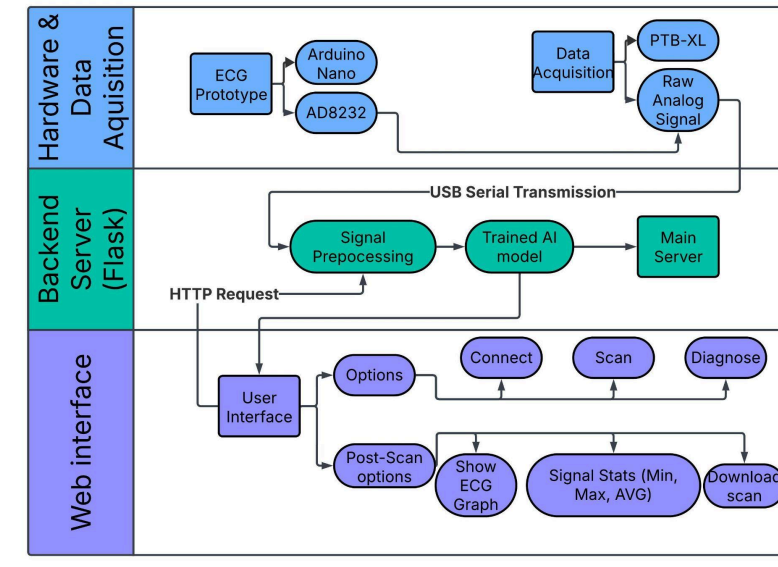 Hardware &
Data
Aquisition
ECG
Prototype
Arduino
Nano
AD8232
Data
Acquisition
PTB-XL
Raw
Analog
Signal
USB Serial Transmission
Backend
Server
(Flask)
Signal
Prepocessing
Trained AI
model
Main
Server
HTTP Request
Web interface
User
Interface
Options
Connect
Scan
Diagnose
Post-Scan
options
Show
ECG
Graph
Signal Stats (Min,
Max, AVG)
Download
scan